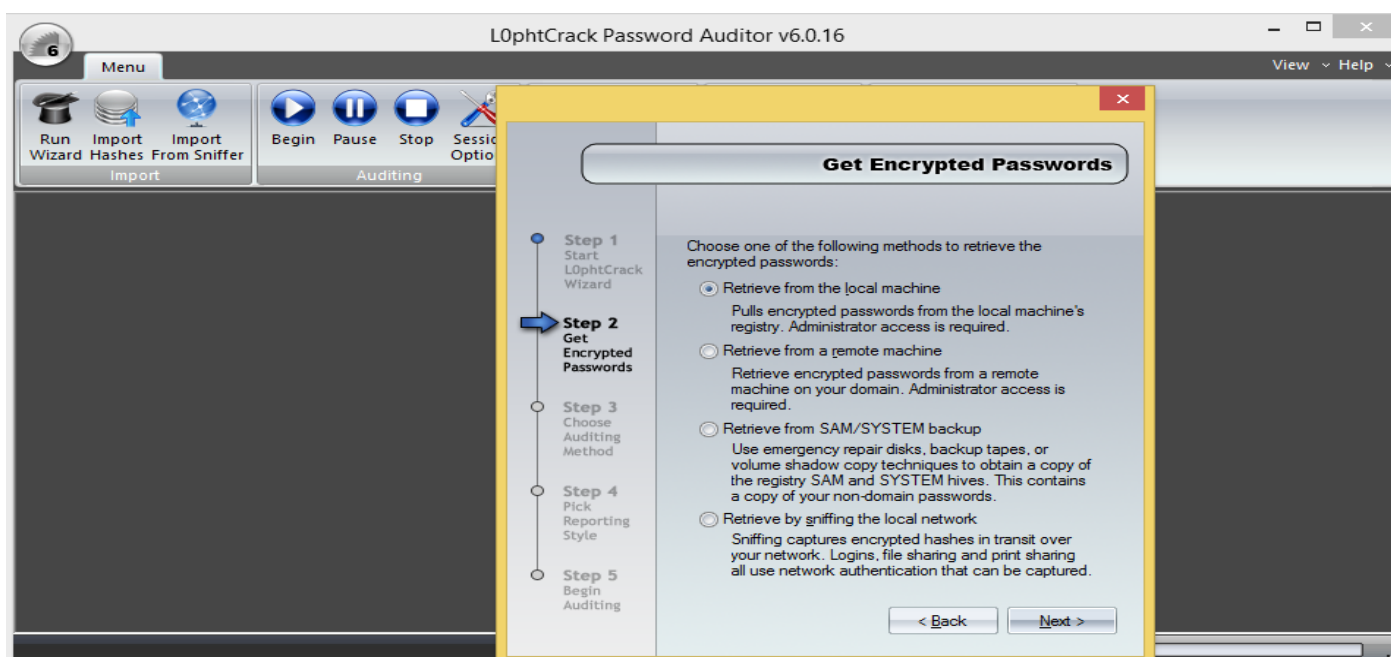 L0phtCrack Password Auditor v6.0.16
6
Menu
View Help
Run Wizard
Import Hashes
Import From Sniffer
Begin
Pause
Stop
Import
Auditing
Get Encrypted Passwords
Step 1
Start
L0phtCrack
Wizard
Step 2
Get
Encrypted
Passwords
Step 3
Choose
Auditing
Method
Step 4
Pick
Reporting
Style
Step 5
Begin
Auditing
Choose one of the following methods to retrieve the
encrypted passwords:
Retrieve from the local machine
Pulls encrypted passwords from the local machine's
registry. Administrator access is required.
Retrieve from a remote machine
Retrieve encrypted passwords from a remote
machine on your domain. Administrator access is
required.
Retrieve from SAM/SYSTEM backup
Use emergency repair disks, backup tapes, or
volume shadow copy techniques to obtain a copy of
the registry SAM and SYSTEM hives. This contains
a copy of your non-domain passwords.
Retrieve by sniffing the local network
Sniffing captures encrypted hashes in transit over
your network. Logins, file sharing and print sharing
all use network authentication that can be captured.
< Back
Next >